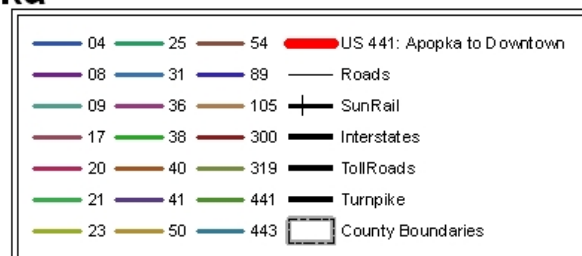 04 25 54 US 441: Apopka to Downtown
08 31 89 Roads
09 36 105 SunRail
17 38 300 Interstates
20 40 319 TollRoads
21 41 441 Turnpike
23 50 443 County Boundaries